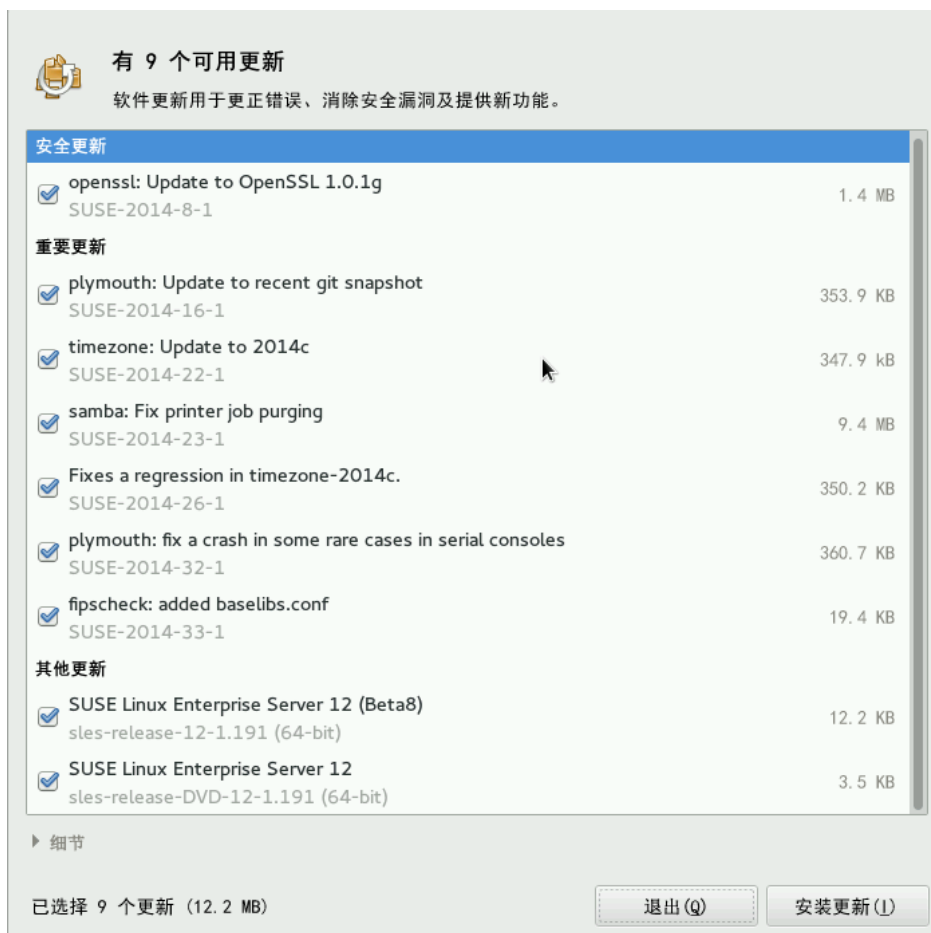 有 9 个可用更新
软件更新用于更正错误、消除安全漏洞及提供新功能。
安全更新
openssl: Update to OpenSSL 1.0.1g
1.4 MB
SUSE-2014-8-1
重要更新
plymouth: Update to recent git snapshot
353.9 KB
SUSE-2014-16-1
timezone: Update to 2014c
347.9 kB
SUSE-2014-22-1
samba: Fix printer job purging
9.4 MB
SUSE-2014-23-1
Fixes a regression in timezone-2014c.
350.2 KB
SUSE-2014-26-1
plymouth: fix a crash in some rare cases in serial consoles
360.7 KB
SUSE-2014-32-1
fipscheck: added baselibs.conf
19.4 KB
SUSE-2014-33-1
其他更新
SUSE Linux Enterprise Server 12 (Beta8)
12.2 KB
sles-release-12-1.191 (64-bit)
SUSE Linux Enterprise Server 12
3.5 KB
sles-release-DVD-12-1.191 (64-bit)
细节
已选择 9 个更新 (12.2 MB)
退出(Q)
安装更新(I)